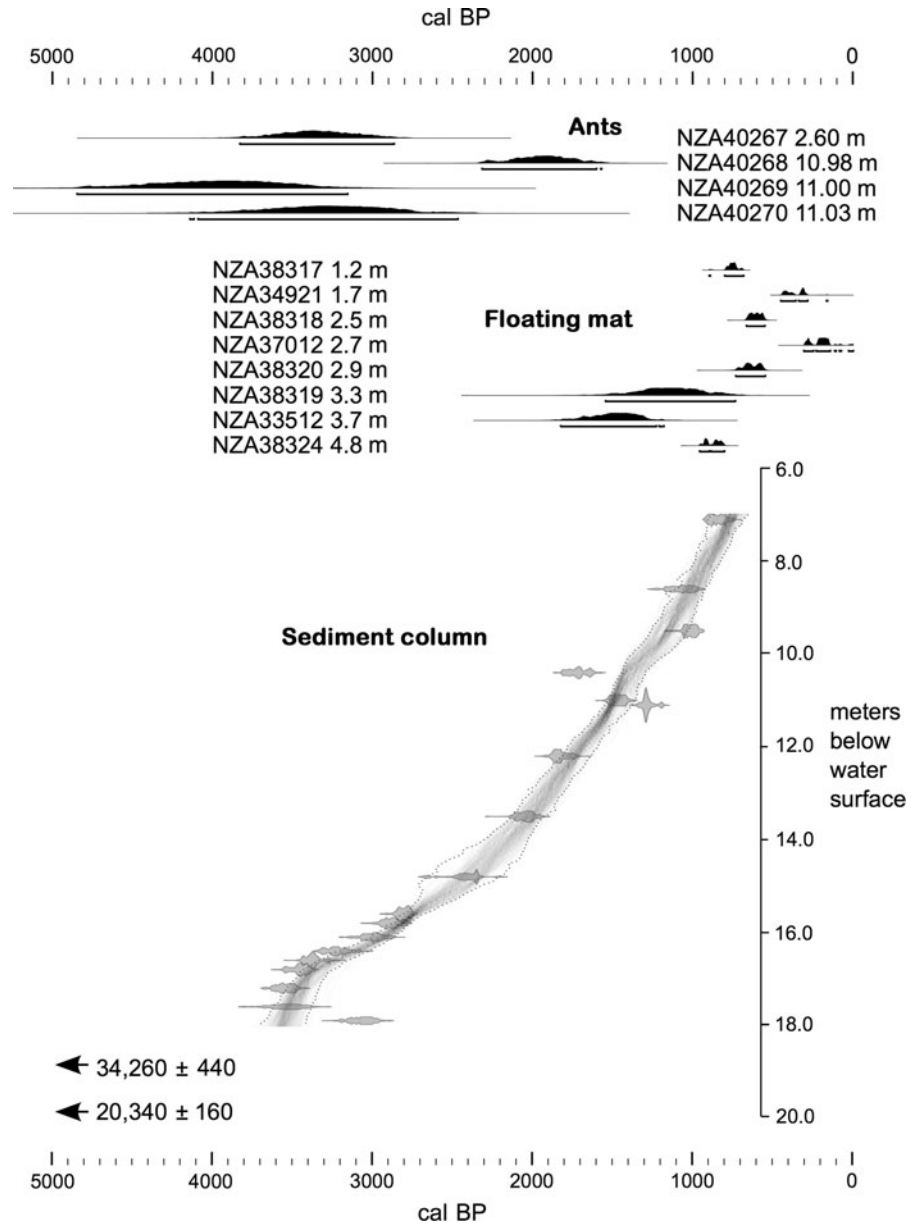 cal BP
5000 4000 3000 2000 1000 0
Ants
NZA40267 2.60 m
NZA40268 10.98 m
NZA40269 11.00 m
NZA40270 11.03 m
NZA38317 1.2 m
NZA34921 1.7 m
NZA38318 2.5 m
Floating mat
NZA37012 2.7 m
NZA38320 2.9 m
NZA38319 3.3 m
NZA33512 3.7 m
NZA38324 4.8 m
6.0
8.0
Sediment column
10.0
meters
below
12.0
water
surface
14.0
16.0
18.0
34,260 ± 440
20,340 ± 160
20.0
5000 4000 3000 2000 1000 0
cal BP